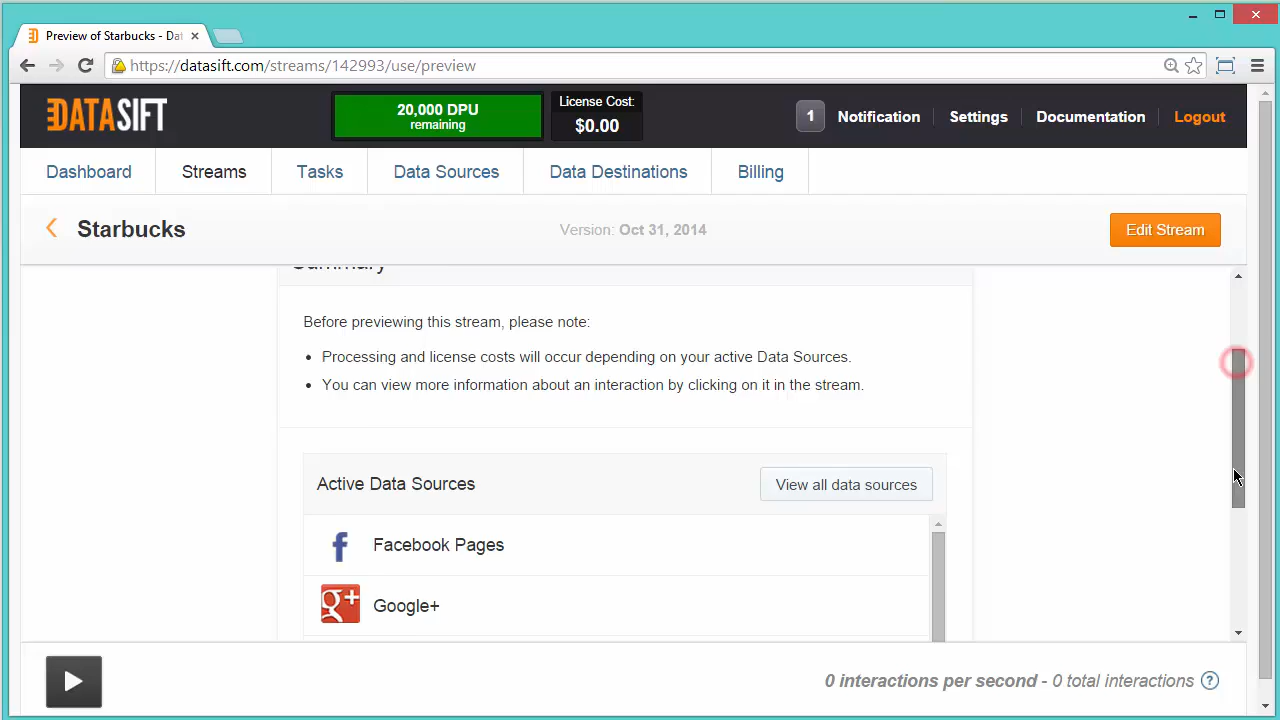 Preview of Starbucks - Dat
https://datasift.com/streams/142993/use/preview
DATASIFT
20,000 DPU
remaining
License Cost:
$0.00
1
Notification
Settings
Documentation
Logout
Dashboard
Streams
Tasks
Data Sources
Data Destinations
Billing
Starbucks
Version: Oct 31, 2014
Edit Stream
Summary
Before previewing this stream, please note:
• Processing and license costs will occur depending on your active Data Sources.
• You can view more information about an interaction by clicking on it in the stream.
Active Data Sources
View all data sources
Facebook Pages
Google+
0 interactions per second - 0 total interactions ?